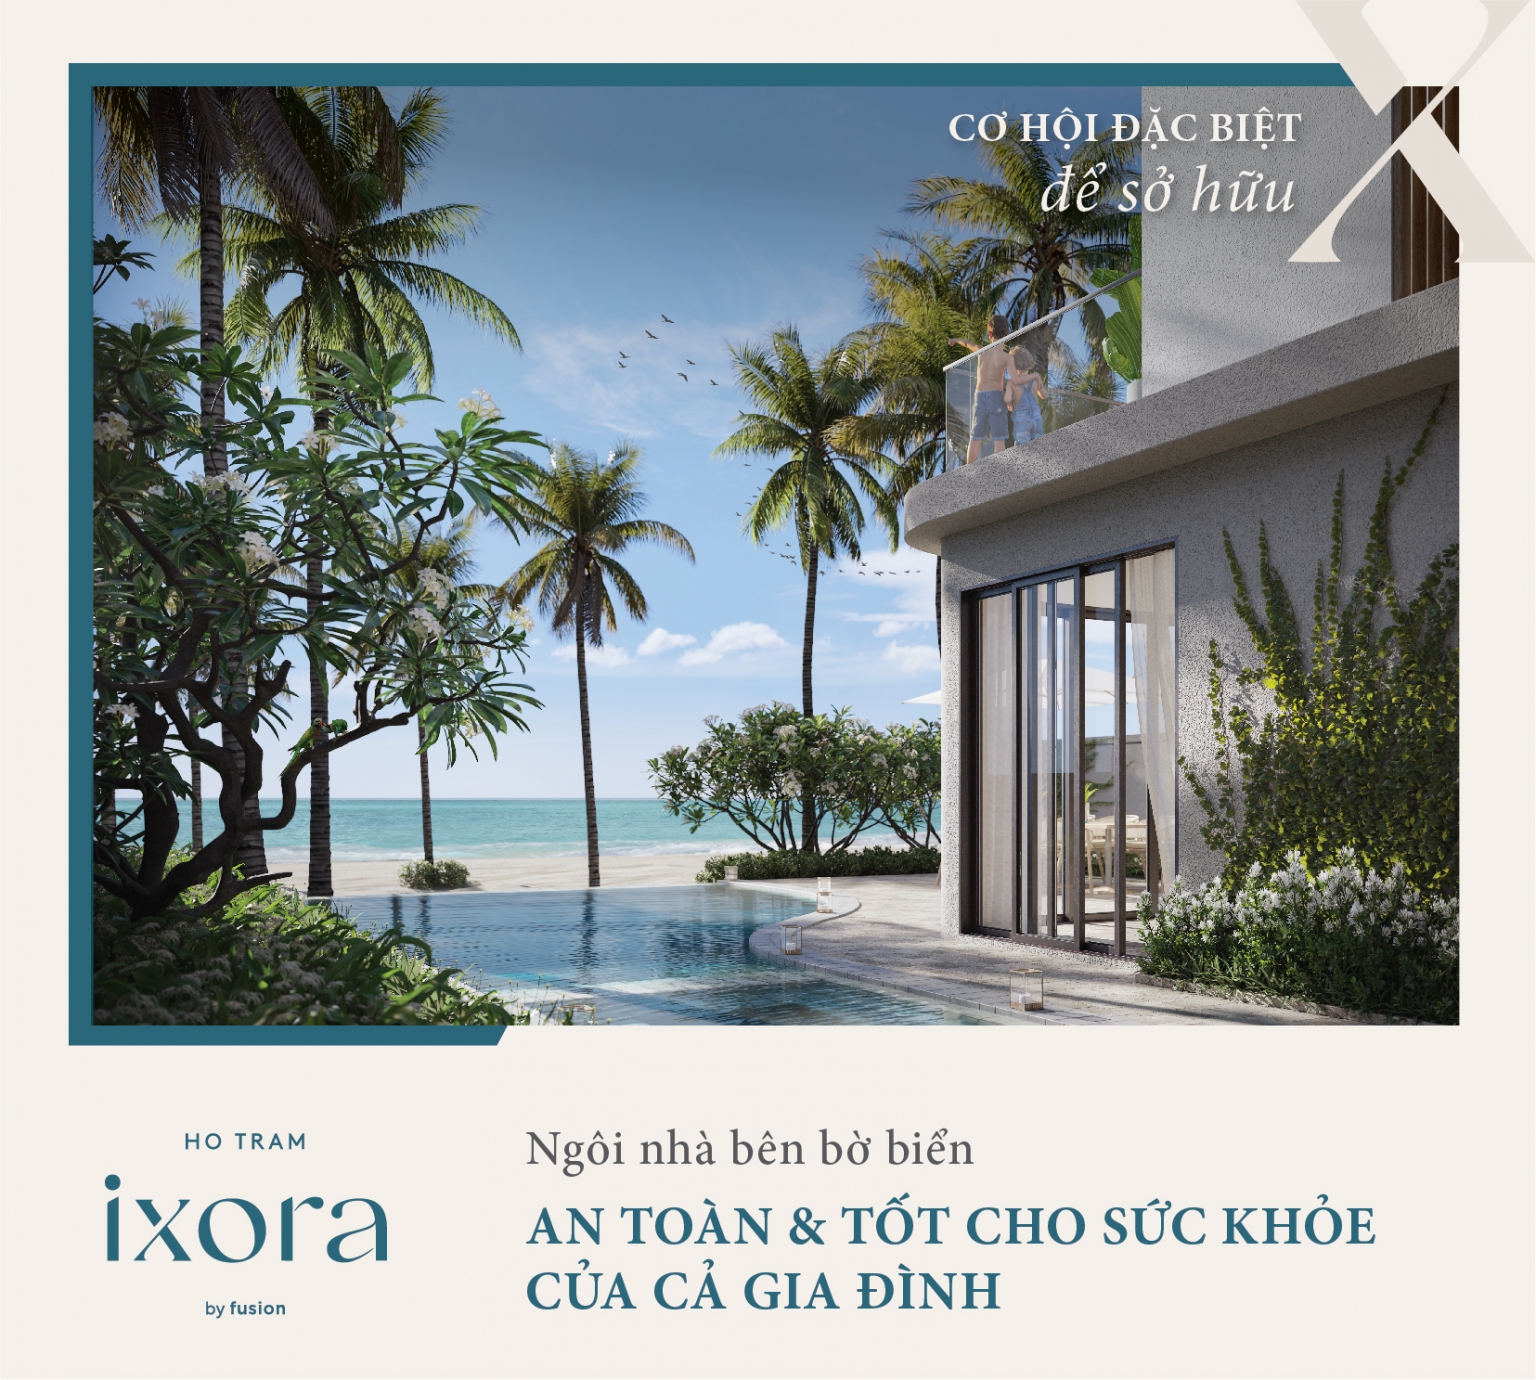 CƠ HỘI ĐẶC BIỆT
để sở hữu
X
HO TRAM
ixora
by fusion
Ngôi nhà bên bờ biển
AN TOÀN & TỐT CHO SỨC KHỎE
CỦA CẢ GIA ĐÌNH